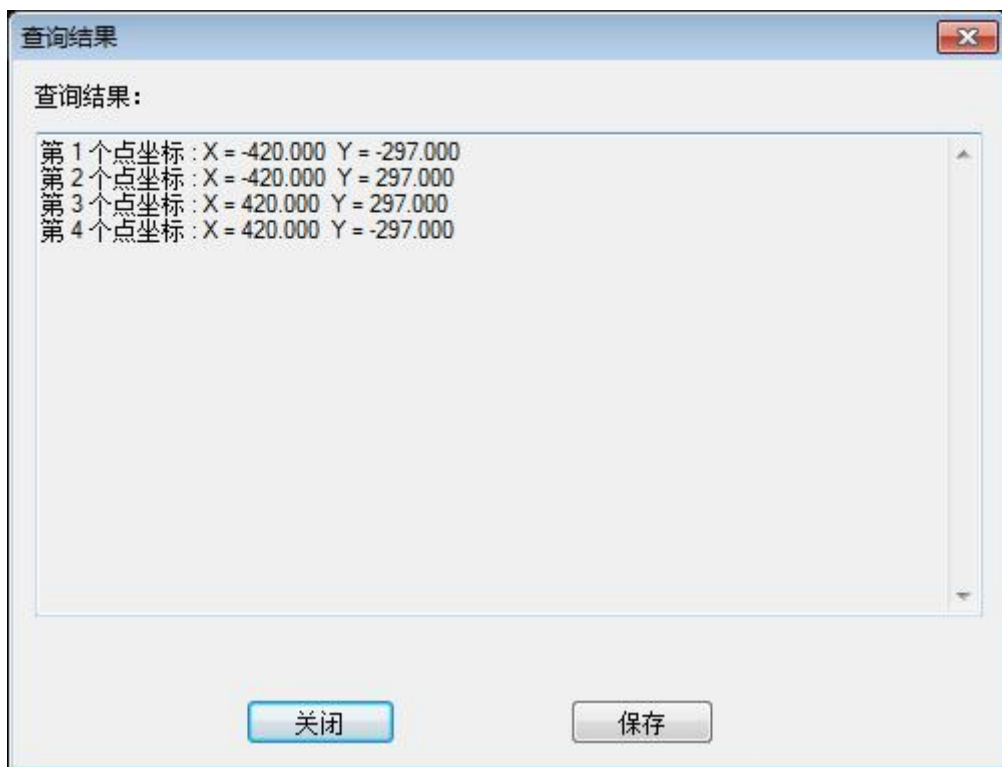 查询结果
查询结果：
第 1 个点坐标 : X = -420.000 Y = -297.000
第 2 个点坐标 : X = -420.000 Y = 297.000
第 3 个点坐标 : X = 420.000 Y = 297.000
第 4 个点坐标 : X = 420.000 Y = -297.000
关闭 保存